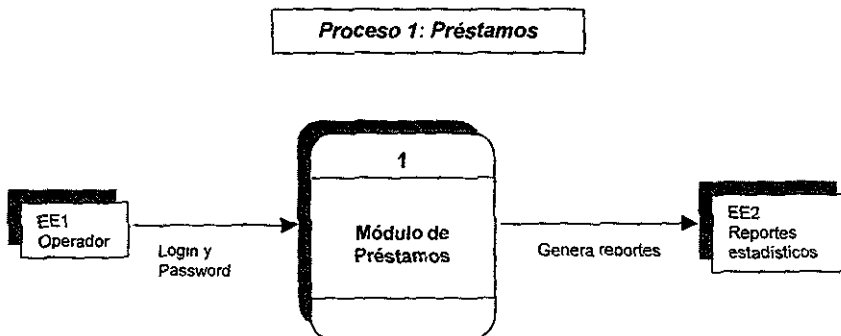 Proceso 1: Préstamos
1
EE1
Operador
Login y
Password
Módulo de
Préstamos
Genera reportes
EE2
Reportes
estadísticos